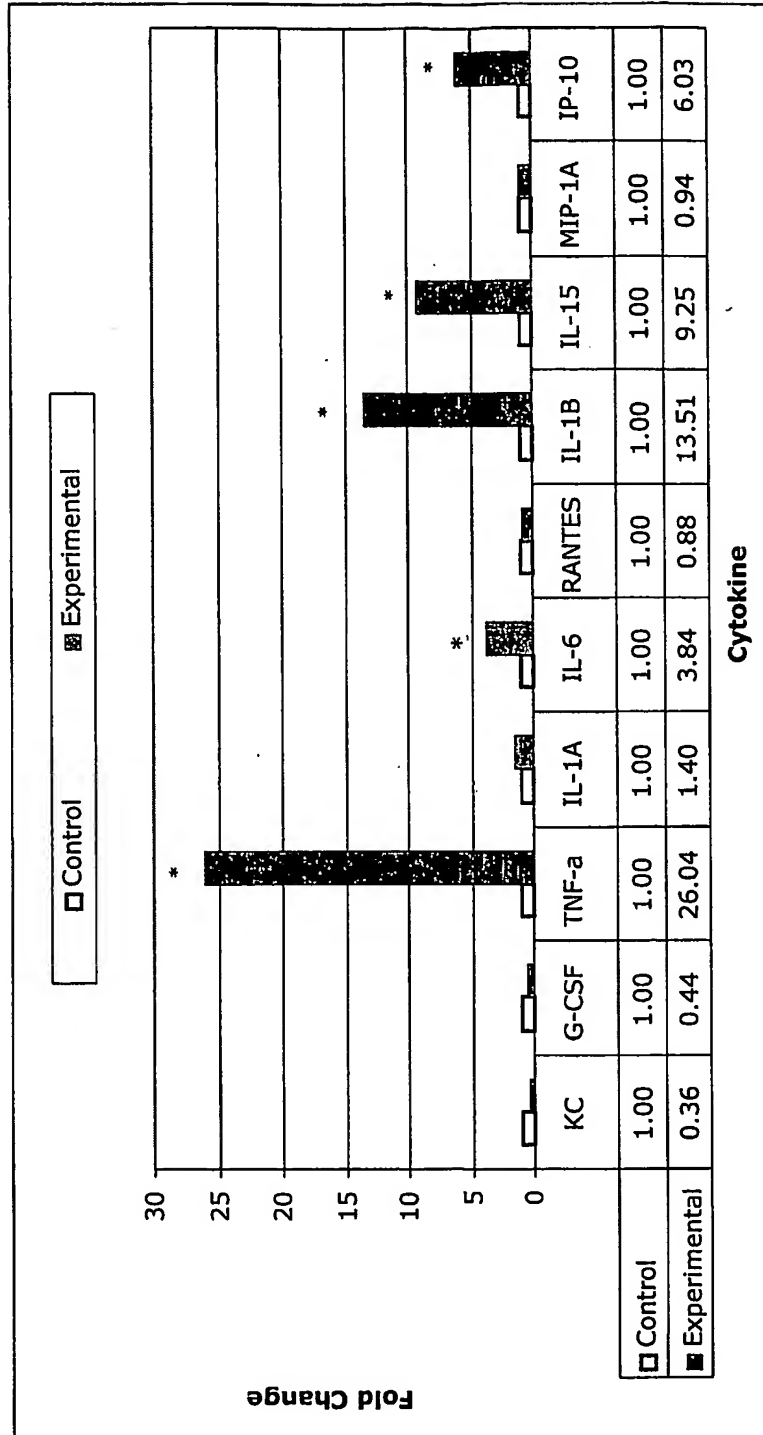 □ Control ▩ Experimental
Fold Change
30
25
20
15
10
5
0
* * * * *
KC G-CSF TNF-a IL-1A IL-6 RANTES IL-1B IL-15 MIP-1A IP-10
□ Control 1.00 1.00 1.00 1.00 1.00 1.00 1.00 1.00 1.00 1.00
■ Experimental 0.36 0.44 26.04 1.40 3.84 0.88 13.51 9.25 0.94 6.03
Cytokine